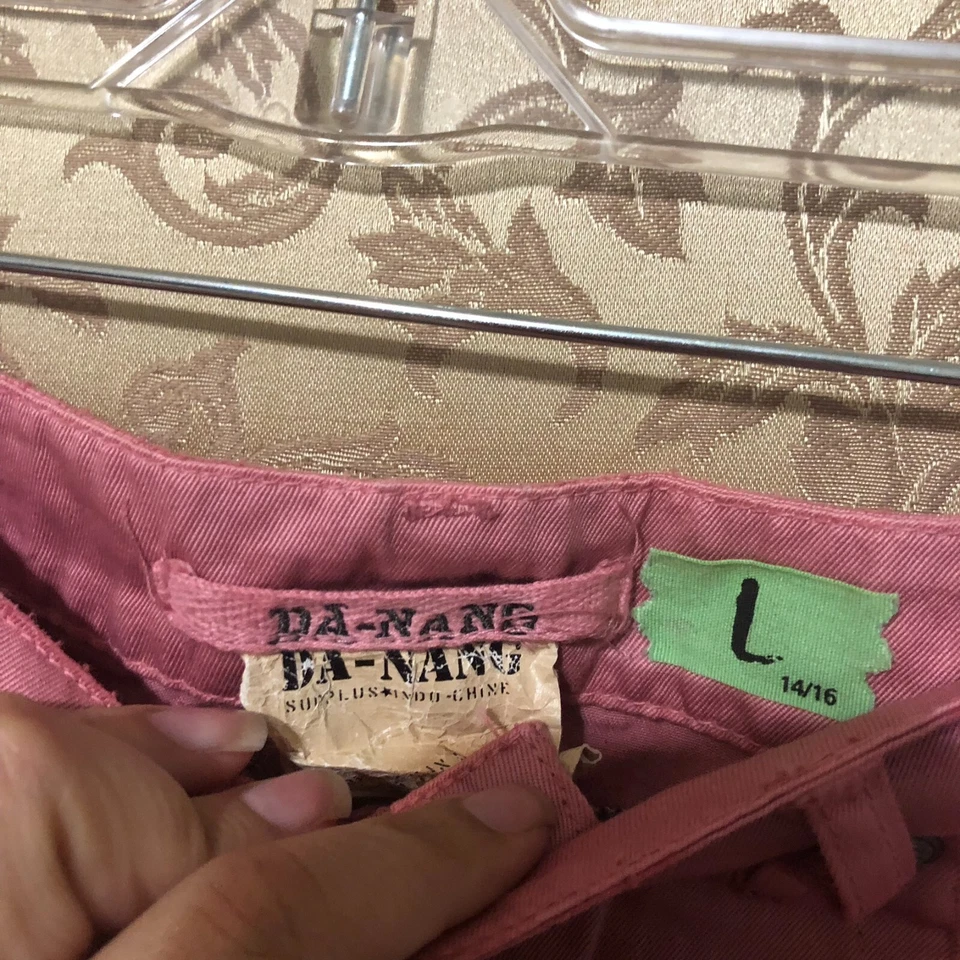 DA-NANG
DA-NANG
SURPLUS★INDO-CHINE
L
14/16